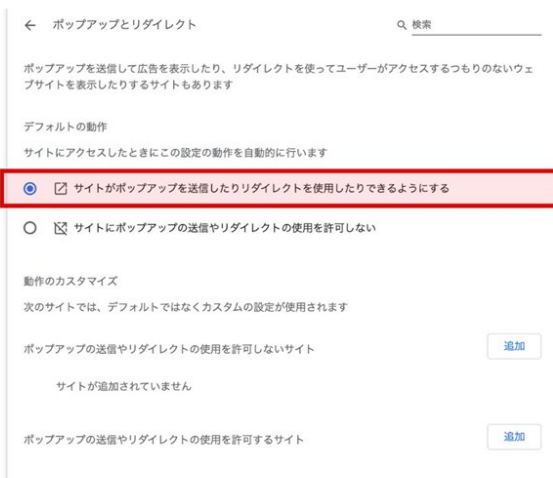 ポップアップとリダイレクト
検索
ポップアップを送信して広告を表示したり、リダイレクトを使ってユーザーがアクセスするつもりのないウェ
ブサイトを表示したりするサイトもあります
デフォルトの動作
サイトにアクセスしたときにこの設定の動作を自動的に行います
サイトがポップアップを送信したりリダイレクトを使用したりできるようにする
サイトにポップアップの送信やリダイレクトの使用を許可しない
動作のカスタマイズ
次のサイトでは、デフォルトではなくカスタムの設定が使用されます
ポップアップの送信やリダイレクトの使用を許可しないサイト
追加
サイトが追加されていません
ポップアップの送信やリダイレクトの使用を許可するサイト
追加